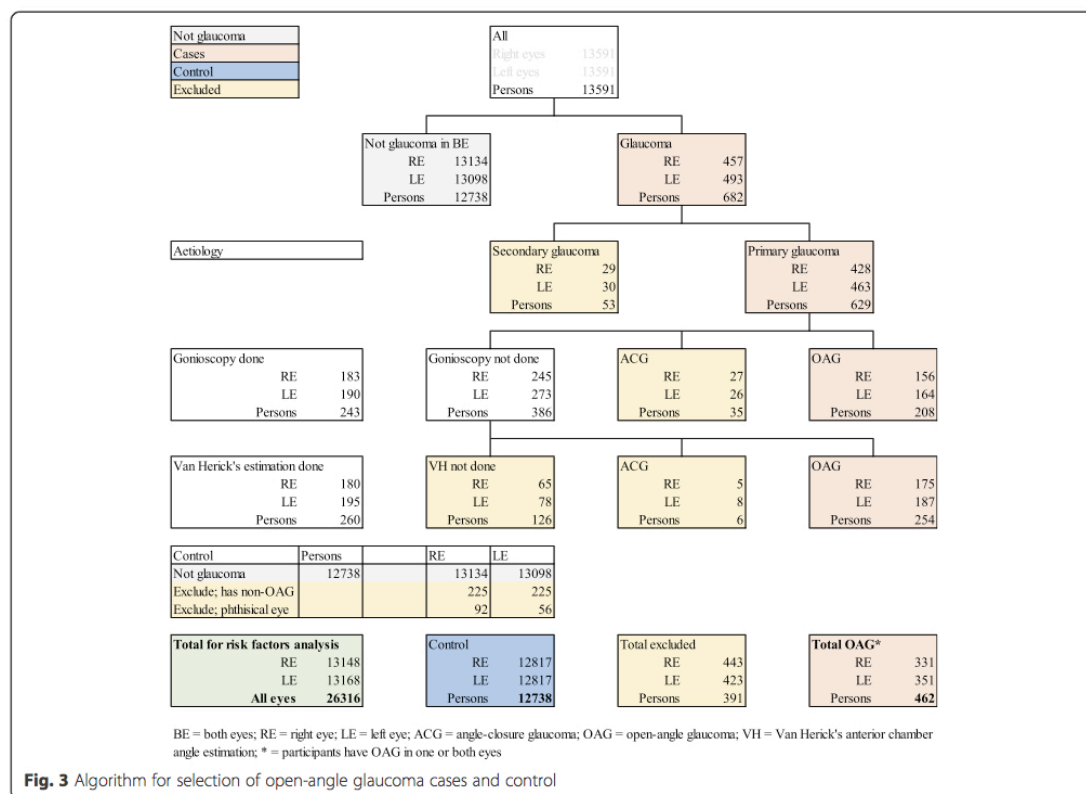 Not glaucoma
Cases
Control
Excluded
All
Right eyes 13591
Left eyes 13591
Persons 13591
Not glaucoma in BE
RE 13134
LE 13098
Persons 12738
Glaucoma
RE 457
LE 493
Persons 682
Aetiology
Secondary glaucoma
RE 29
LE 30
Persons 53
Primary glaucoma
RE 428
LE 463
Persons 629
Gonioscopy done
RE 183
LE 190
Persons 243
Gonioscopy not done
RE 245
LE 273
Persons 386
ACG
RE 27
LE 26
Persons 35
OAG
RE 156
LE 164
Persons 208
Van Herick's estimation done
RE 180
LE 195
Persons 260
VH not done
RE 65
LE 78
Persons 126
ACG
RE 5
LE 8
Persons 6
OAG
RE 175
LE 187
Persons 254
Control Persons RE LE
Not glaucoma 12738 13134 13098
Exclude; has non-OAG 225 225
Exclude; phthisical eye 92 56
Total for risk factors analysis
RE 13148
LE 13168
All eyes 26316
Control
RE 12817
LE 12817
Persons 12738
Total excluded
RE 443
LE 423
Persons 391
Total OAG*
RE 331
LE 351
Persons 462
BE = both eyes; RE = right eye; LE = left eye; ACG = angle-closure glaucoma; OAG = open-angle glaucoma; VH = Van Herick's anterior chamber
angle estimation; * = participants have OAG in one or both eyes
Fig. 3 Algorithm for selection of open-angle glaucoma cases and control